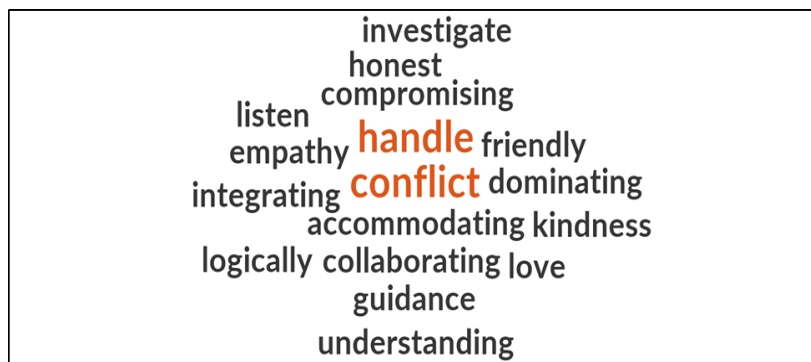 investigate
honest
compromising
listen
handle friendly
empathy
conflict dominating
integrating
accommodating kindness
logically collaborating love
guidance
understanding